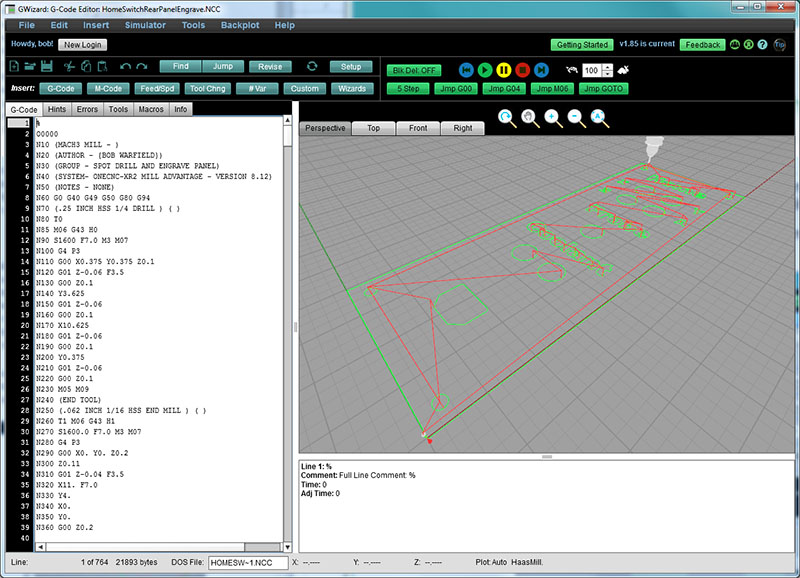 GWizard: G-Code Editor: HomeSwitchRearPanelEngrave.NCC
File Edit Insert Simulator Tools Backplot Help
Howdy, bob! New Login Getting Started v1.85 is current Feedback ? Tip
Find Jump Revise Setup Blk Del: OFF 100
Insert: G-Code M-Code Feed/Spd Tool Chng # Var Custom Wizards 5 Step Jmp G00 Jmp G04 Jmp M06 Jmp GOTO
G-Code Hints Errors Tools Macros Info
Perspective Top Front Right
1 %
2 O0000
3 N10 (MACH3 MILL - )
4 N20 (AUTHOR - {BOB WARFIELD})
5 N30 (GROUP - SPOT DRILL AND ENGRAVE PANEL)
6 N40 (SYSTEM- ONECNC-XR2 MILL ADVANTAGE - VERSION 8.12)
7 N50 (NOTES - NONE)
8 N60 G0 G40 G49 G50 G80 G94
9 N70 (.25 INCH HSS 1/4 DRILL ) ( )
10 N80 T0
11 N85 M06 G43 H0
12 N90 S1600 F7.0 M3 M07
13 N100 G4 P3
14 N110 G00 X0.375 Y0.375 Z0.1
15 N120 G01 Z-0.06 F3.5
16 N130 G00 Z0.1
17 N140 Y3.625
18 N150 G01 Z-0.06
19 N160 G00 Z0.1
20 N170 X10.625
21 N180 G01 Z-0.06
22 N190 G00 Z0.1
23 N200 Y0.375
24 N210 G01 Z-0.06
25 N220 G00 Z0.1
26 N230 M05 M09
27 N240 (END TOOL)
28 N250 (.062 INCH 1/16 HSS END MILL ) ( )
29 N260 T1 M06 G43 H1
30 N270 S1600.0 F7.0 M3 M07
31 N280 G4 P3
32 N290 G00 X0. Y0. Z0.2
33 N300 Z0.11
34 N310 G01 Z-0.04 F3.5
35 N320 X11. F7.0
36 N330 Y4.
37 N340 X0.
38 N350 Y0.
39 N360 G00 Z0.2
40
Line 1: %
Comment: Full Line Comment: %
Time: 0
Adj Time: 0
Line: 1 of 764 21893 bytes DOS File: HOMESW~1.NCC X: --.---- Y: --.---- Z: --.---- Plot: Auto HaasMill.